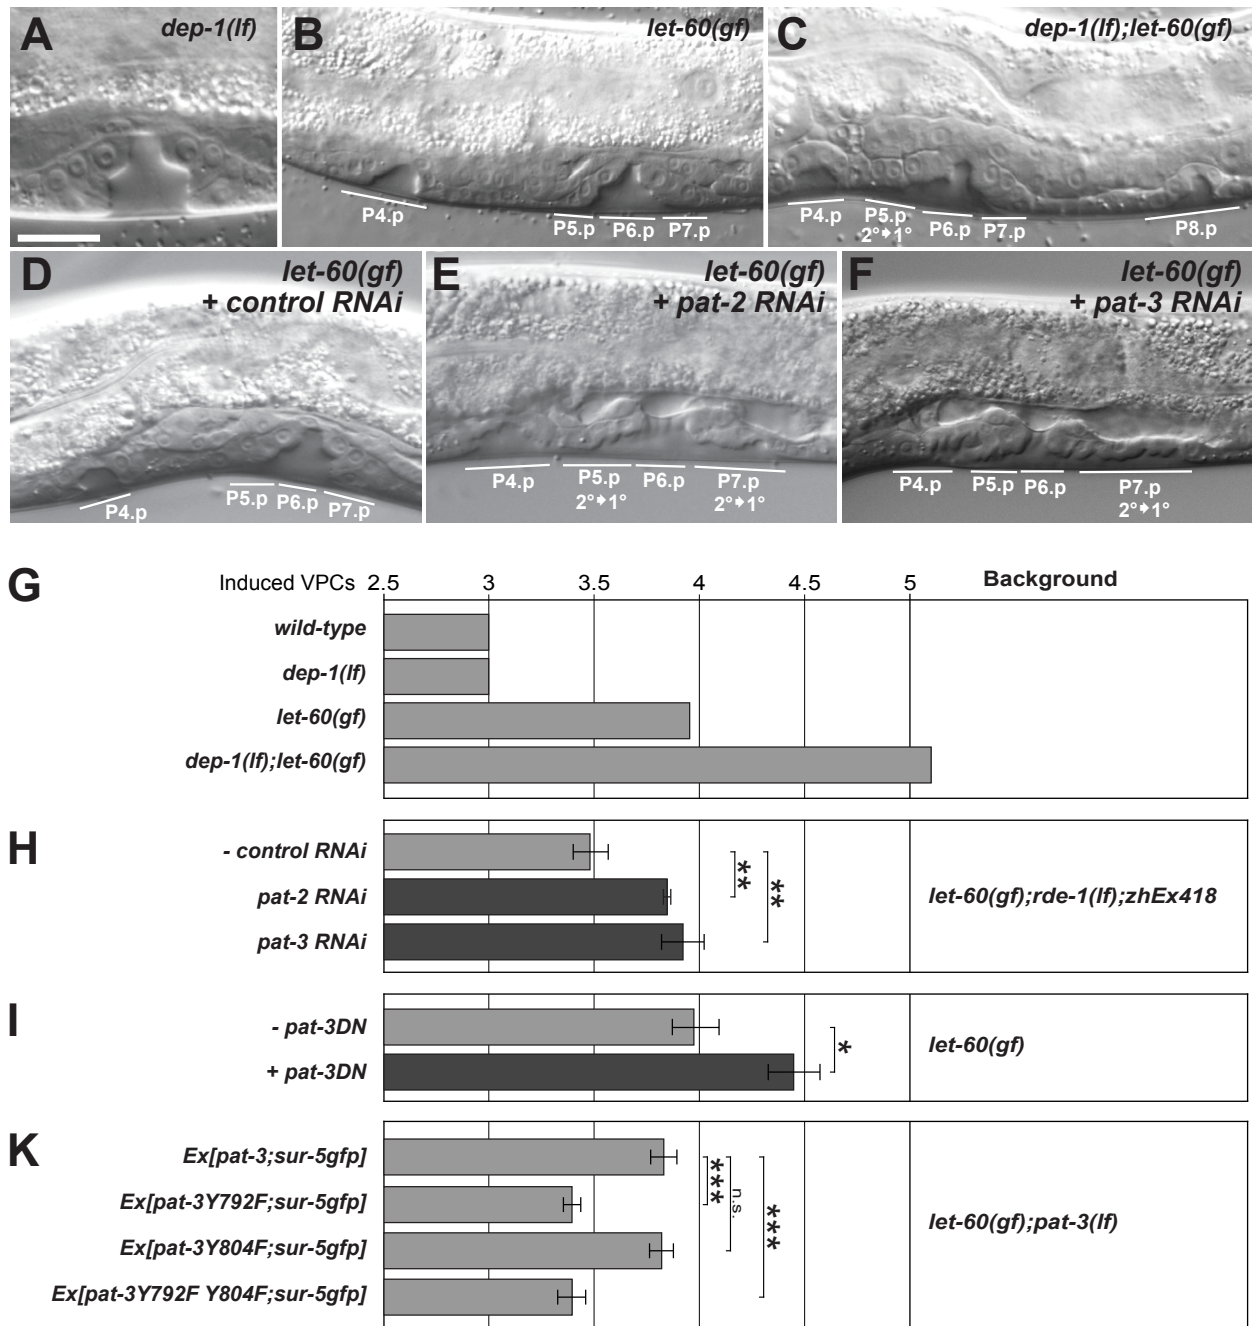 A
dep-1(lf)
B
let-60(gf)
P4.p
P5.p
P6.p
P7.p
C
dep-1(lf);let-60(gf)
P4.p
P5.p
2°➧1°
P6.p
P7.p
P8.p
D
let-60(gf)
+ control RNAi
P4.p
P5.p
P6.p
P7.p
E
let-60(gf)
+ pat-2 RNAi
P4.p
P5.p
2°➧1°
P6.p
P7.p
2°➧1°
F
let-60(gf)
+ pat-3 RNAi
P4.p
P5.p
P6.p
P7.p
2°➧1°
G
Induced VPCs 2.5 3 3.5 4 4.5 5 Background
wild-type
dep-1(lf)
let-60(gf)
dep-1(lf);let-60(gf)
H
- control RNAi
pat-2 RNAi
pat-3 RNAi
**
**
let-60(gf);rde-1(lf);zhEx418
I
- pat-3DN
+ pat-3DN
*
let-60(gf)
K
Ex[pat-3;sur-5gfp]
Ex[pat-3Y792F;sur-5gfp]
Ex[pat-3Y804F;sur-5gfp]
Ex[pat-3Y792F Y804F;sur-5gfp]
***
n.s.
***
let-60(gf);pat-3(lf)